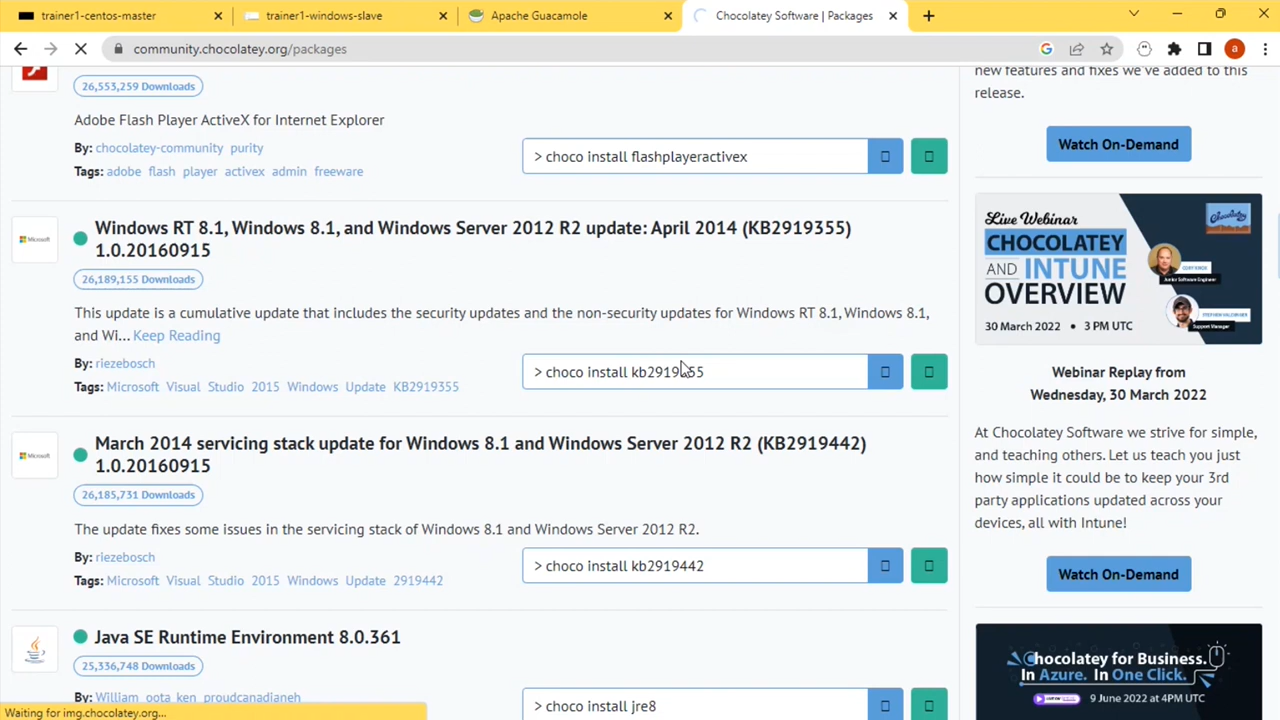 trainer1-centos-master
trainer1-windows-slave
Apache Guacamole
Chocolatey Software | Packages
community.chocolatey.org/packages
G
a
26,553,259 Downloads
Adobe Flash Player ActiveX for Internet Explorer
By: chocolatey-community purity
Tags: adobe flash player activex admin freeware
> choco install flashplayeractivex
Windows RT 8.1, Windows 8.1, and Windows Server 2012 R2 update: April 2014 (KB2919355)
1.0.20160915
Microsoft
26,189,155 Downloads
This update is a cumulative update that includes the security updates and the non-security updates for Windows RT 8.1, Windows 8.1,
and Wi... Keep Reading
By: riezebosch
Tags: Microsoft Visual Studio 2015 Windows Update KB2919355
> choco install kb2919355
March 2014 servicing stack update for Windows 8.1 and Windows Server 2012 R2 (KB2919442)
1.0.20160915
Microsoft
26,185,731 Downloads
The update fixes some issues in the servicing stack of Windows 8.1 and Windows Server 2012 R2.
By: riezebosch
Tags: Microsoft Visual Studio 2015 Windows Update 2919442
> choco install kb2919442
Java SE Runtime Environment 8.0.361
25,336,748 Downloads
By: William oota ken proudcanadianeh
> choco install jre8
Waiting for img.chocolatey.org...
new features and fixes we've added to this
release.
Watch On-Demand
Live Webinar
Chocolatey
CHOCOLATEY
AND INTUNE
OVERVIEW
30 MARCH 2022 • 3 PM UTC
Webinar Replay from
Wednesday, 30 March 2022
At Chocolatey Software we strive for simple,
and teaching others. Let us teach you just
how simple it could be to keep your 3rd
party applications updated across your
devices, all with Intune!
Watch On-Demand
Chocolatey for Business.
In Azure. In One Click.
9 June 2022 at 4PM UTC